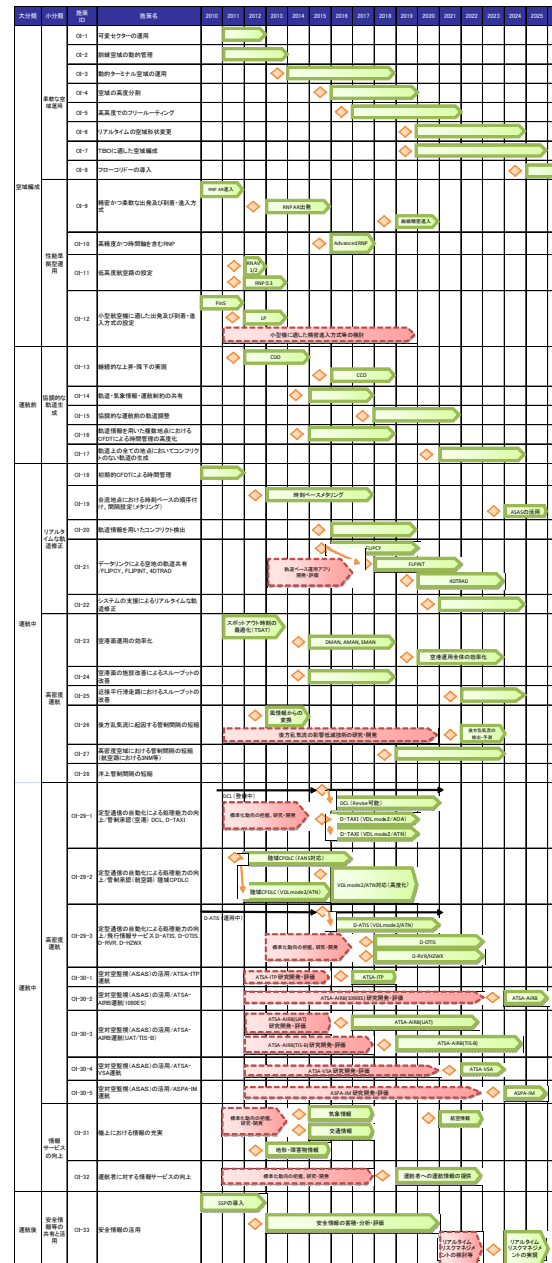 大分類 小分類 施策ID 施策名 2010 2011 2012 2013 2014 2015 2016 2017 2018 2019 2020 2021 2022 2023 2024 2025
空域編成
柔軟な空域運用
OI-1 可変セクターの運用
OI-2 訓練空域の動的管理
OI-3 動的ターミナル空域の運用
OI-4 空域の高度分割
OI-5 高高度でのフリールーティング
OI-6 リアルタイムの空域形状変更
OI-7 TBOに適した空域編成
OI-8 フローコリドーの導入
性能準拠型運用
OI-9 精密かつ柔軟な出発及び到着・進入方式
RNP AR進入
RNPAR出発
曲線精密進入
OI-10 高精度かつ時間軸を含むRNP
Advanced RNP
OI-11 低高度航空路の設定
RNAV 1/2
RNP0.3
OI-12 小型航空機に適した出発及び到着・進入方式の設定
PinS
LP
小型機に適した精密進入方式等の検討
運航前
協調的な軌道生成
OI-13 継続的な上昇・降下の実現
CDO
CCO
OI-14 軌道・気象情報・運航制約の共有
OI-15 協調的な運航前の軌道調整
OI-16 軌道情報を用いた複数地点におけるCFDTによる時間管理の高度化
OI-17 軌道上の全ての地点においてコンフリクトのない軌道の生成
運航中
リアルタイムな軌道修正
OI-18 初期的CFDTによる時間管理
OI-19 合流地点における時刻ベースの順序付け、間隔設定(メタリング)
時刻ベースメタリング
ASASの活用
OI-20 軌道情報を用いたコンフリクト検出
OI-21 データリンクによる空地の軌道共有/FLIPCY、FLIPINT、4DTRAD
FLIPCY
軌道ベース運用アプリ開発・評価
FLIPINT
4DTRAD
OI-22 システムの支援によるリアルタイムな軌道修正
高密度運航
OI-23 空港面運用の効率化
スポットアウト時刻の最適化(TSAT)
DMAN, AMAN, SMAN
空港運用全体の効率化
OI-24 空港面の施設改善によるスループットの改善
OI-25 近接平行滑走路におけるスループットの改善
OI-26 後方乱気流に起因する管制間隔の短縮
風情報からの変換
後方乱気流の影響低減技術の研究・開発
後方乱気流の検出・予測
OI-27 高密度空域における管制間隔の短縮(航空路における3NM等)
OI-28 洋上管制間隔の短縮
運航中
高密度運航
OI-29-1 定型通信の自動化による処理能力の向上/管制承認(空港) DCL, D-TAXI
DCL(整備中)
標準化動向の把握、研究・開発
DCL(Revise可能)
D-TAXI(VDLmode2/AOA)
D-TAXI(VDLmode2/ATN)
OI-29-2 定型通信の自動化による処理能力の向上/管制承認(航空路) 陸域CPDLC
陸域CPDLC(FANS対応)
陸域CPDLC(VDLmode2/ATN)
VDLmode2/ATN対応(高度化)
OI-29-3 定型通信の自動化による処理能力の向上/飛行情報サービスD-ATIS、D-OTIS、D-RVR、D-HZWX
D-ATIS(運用中)
D-ATIS(VDLmode2/ATN)
標準化動向の把握、研究・開発
D-OTIS
D-RVR/HZWX
OI-30-1 空対空監視(ASAS)の活用/ATSA-ITP運航
ATSA-ITP研究開発・評価
ATSA-ITP
OI-30-2 空対空監視(ASAS)の活用/ATSA-AIRB運航(1090ES)
ATSA-AIRB(1090ES)研究開発・評価
ATSA-AIRB
OI-30-3 空対空監視(ASAS)の活用/ATSA-AIRB運航(UAT/TIS-B)
ATSA-AIRB(UAT)研究開発・評価
ATSA-AIRB(UAT)
ATSA-AIRB(TIS-B)研究開発・評価
ATSA-AIRB(TIS-B)
OI-30-4 空対空監視(ASAS)の活用/ATSA-VSA運航
ATSA-VSA研究開発・評価
ATSA-VSA
OI-30-5 空対空監視(ASAS)の活用/ASPA-IM運航
ASPA-IM研究開発・評価
ASPA-IM
情報サービスの向上
OI-31 機上における情報の充実
標準化動向の把握、研究・開発
気象情報
交通情報
地形・障害物情報
航空情報
OI-32 運航者に対する情報サービスの向上
標準化動向の把握、研究・開発
運航者への運航情報の提供
運航後
安全情報等の共有と活用
OI-33 安全情報の活用
SSPの導入
安全情報の蓄積・分析・評価
リアルタイムリスクマネジメントの検討等
リアルタイムリスクマネジメントの実現